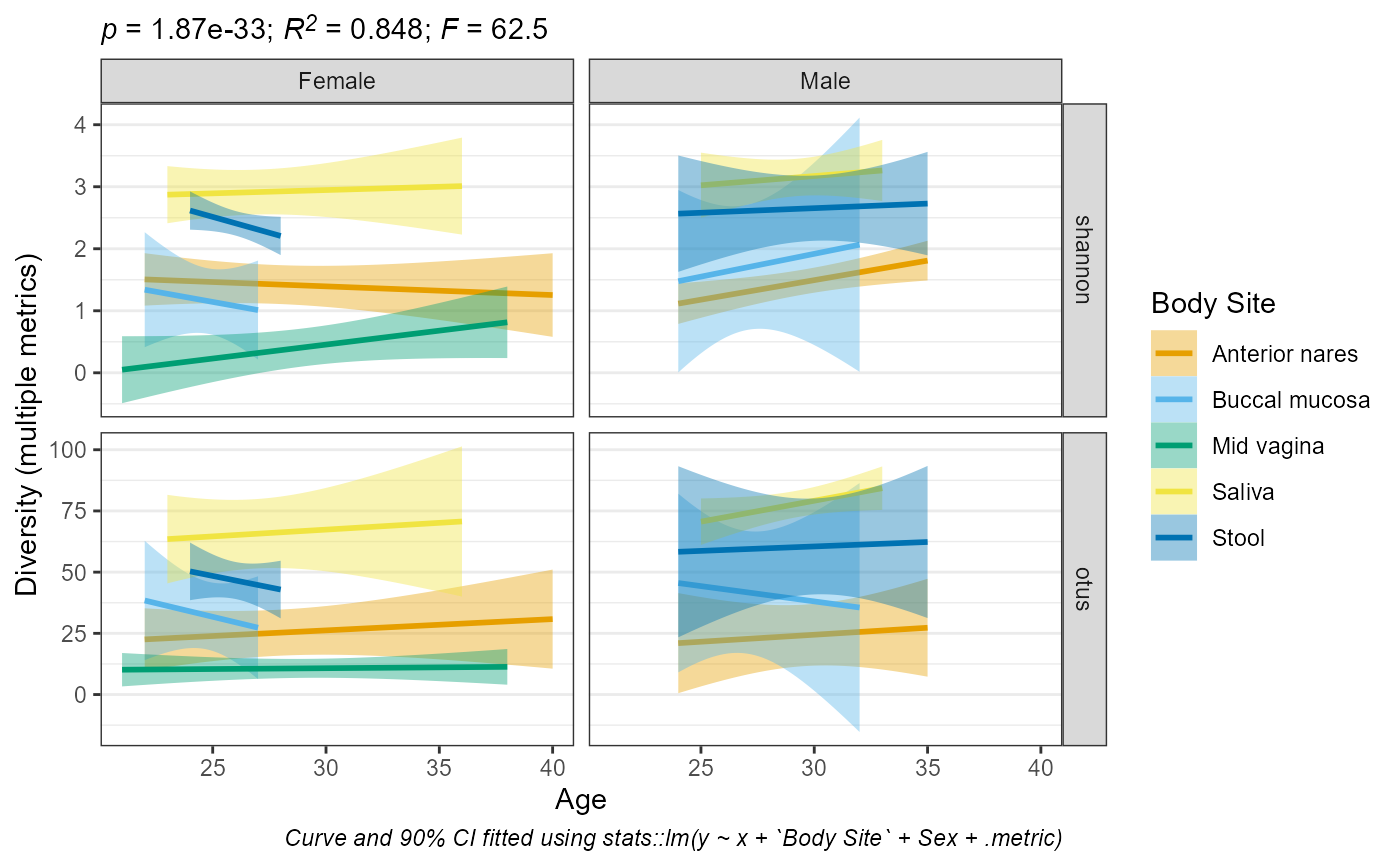 p = 1.87e-33; R² = 0.848; F = 62.5
Female
Male
4
3
2
1
0
shannon
100
75
50
25
0
otus
25
30
35
40
25
30
35
40
Age
Diversity (multiple metrics)
Body Site
Anterior nares
Buccal mucosa
Mid vagina
Saliva
Stool
Curve and 90% CI fitted using stats::lm(y ~ x + `Body Site` + Sex + .metric)